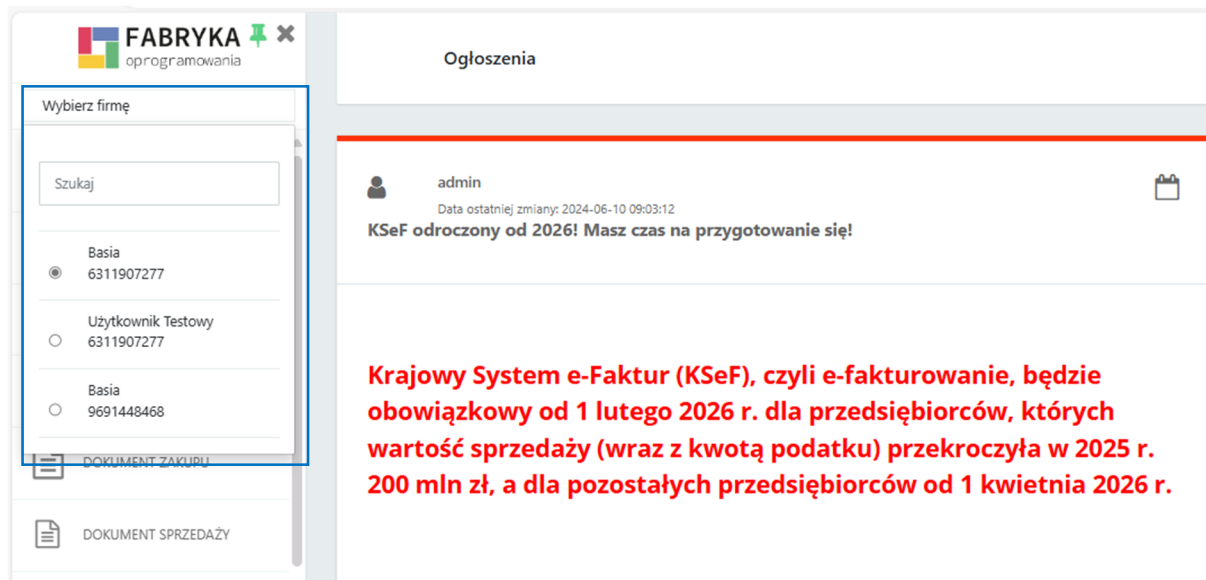 FABRYKA
oprogramowania
Wybierz firmę
Szukaj
Basia
6311907277
Użytkownik Testowy
6311907277
Basia
9691448468
DOKUMENT ZAKUPU
DOKUMENT SPRZEDAŻY
Ogłoszenia
admin
Data ostatniej zmiany: 2024-06-10 09:03:12
KSeF odroczony od 2026! Masz czas na przygotowanie się!
Krajowy System e-Faktur (KSeF), czyli e-fakturowanie, będzie
obowiązkowy od 1 lutego 2026 r. dla przedsiębiorców, których
wartość sprzedaży (wraz z kwotą podatku) przekroczyła w 2025 r.
200 mln zł, a dla pozostałych przedsiębiorców od 1 kwietnia 2026 r.